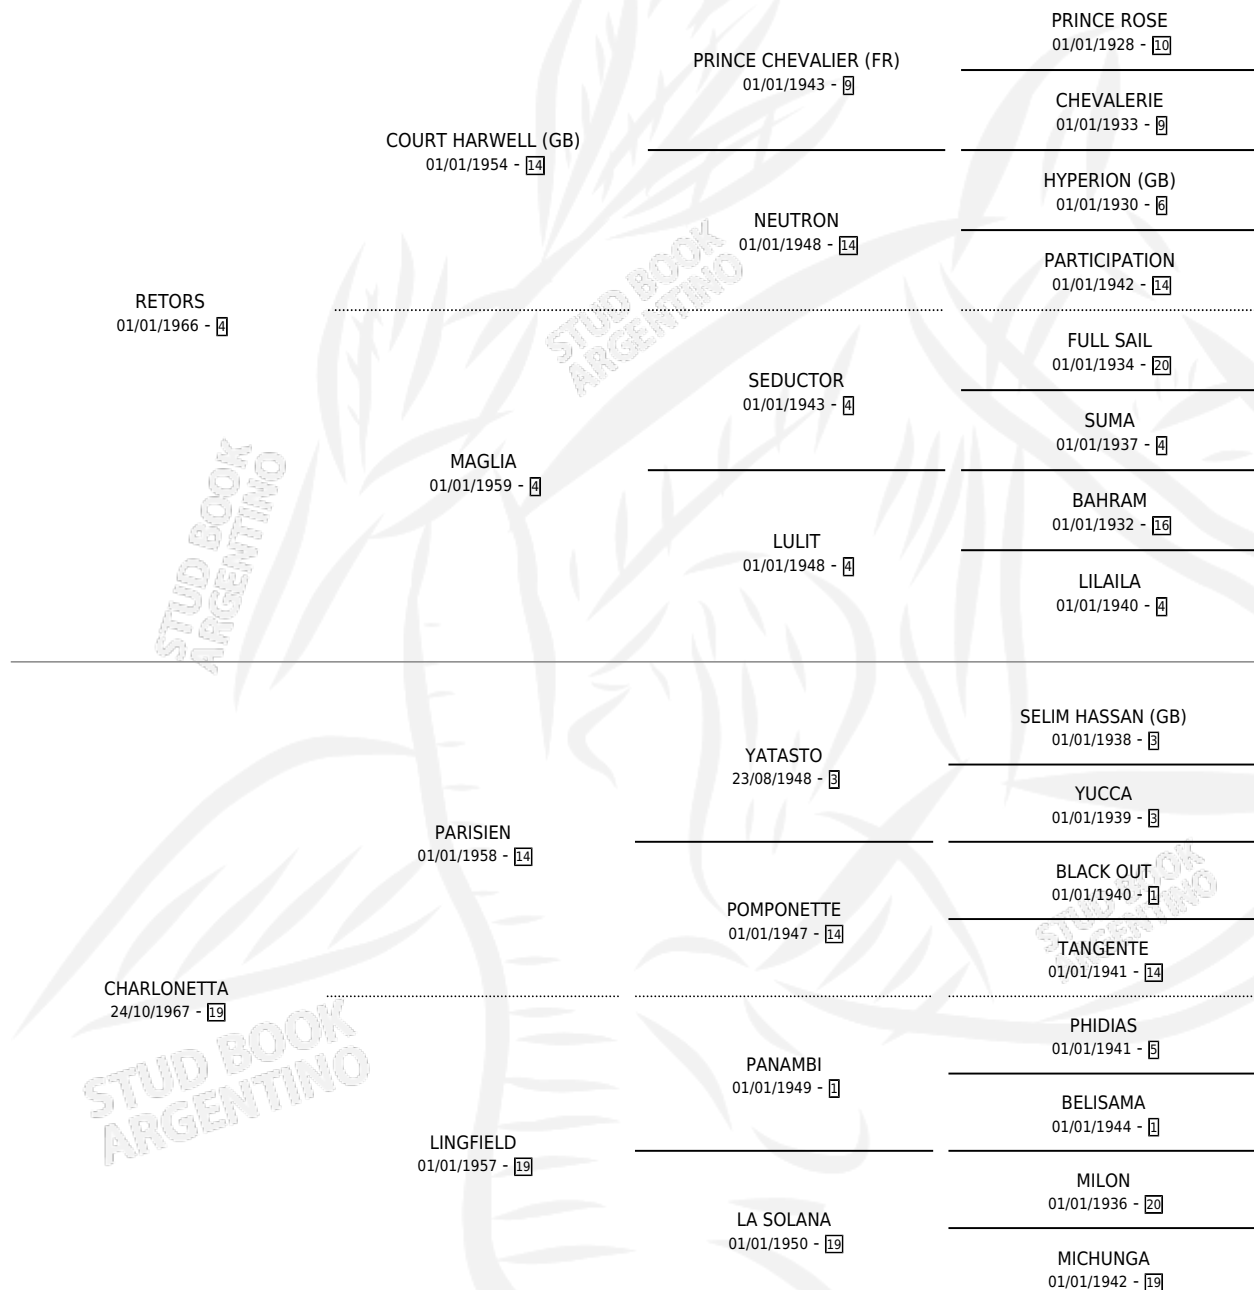 PRINCE ROSE
01/01/1928 - 10
PRINCE CHEVALIER (FR)
01/01/1943 - 9
CHEVALERIE
01/01/1933 - 9
COURT HARWELL (GB)
01/01/1954 - 14
HYPERION (GB)
01/01/1930 - 6
NEUTRON
01/01/1948 - 14
PARTICIPATION
01/01/1942 - 14
RETORS
01/01/1966 - 4
STUD BOOK
ARGENTINO
FULL SAIL
01/01/1934 - 20
SEDUCTOR
01/01/1943 - 4
SUMA
01/01/1937 - 4
MAGLIA
01/01/1959 - 4
BAHRAM
01/01/1932 - 16
LULIT
01/01/1948 - 4
LILAILA
01/01/1940 - 4
STUD BOOK
ARGENTINO
SELIM HASSAN (GB)
01/01/1938 - 3
YATASTO
23/08/1948 - 3
YUCCA
01/01/1939 - 3
PARISIEN
01/01/1958 - 14
BLACK OUT
01/01/1940 - 1
POMPONETTE
01/01/1947 - 14
STUD BOOK
ARGENTINO
TANGENTE
01/01/1941 - 14
CHARLONETTA
24/10/1967 - 19
PHIDIAS
01/01/1941 - 5
PANAMBI
01/01/1949 - 1
STUD BOOK
ARGENTINO
BELISAMA
01/01/1944 - 1
LINGFIELD
01/01/1957 - 19
MILON
01/01/1936 - 20
LA SOLANA
01/01/1950 - 19
MICHUNGA
01/01/1942 - 19